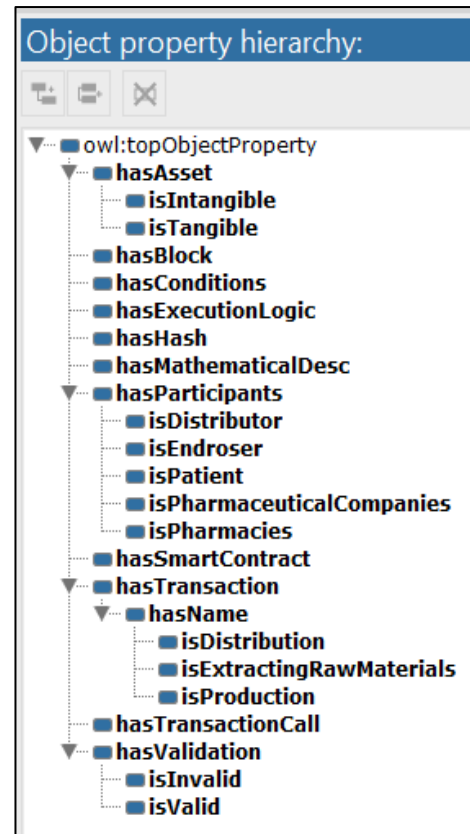 Object property hierarchy:
owl:topObjectProperty
hasAsset
isIntangible
isTangible
hasBlock
hasConditions
hasExecutionLogic
hasHash
hasMathematicalDesc
hasParticipants
isDistributor
isEndroser
isPatient
isPharmaceuticalCompanies
isPharmacies
hasSmartContract
hasTransaction
hasName
isDistribution
isExtractingRawMaterials
isProduction
hasTransactionCall
hasValidation
isInvalid
isValid